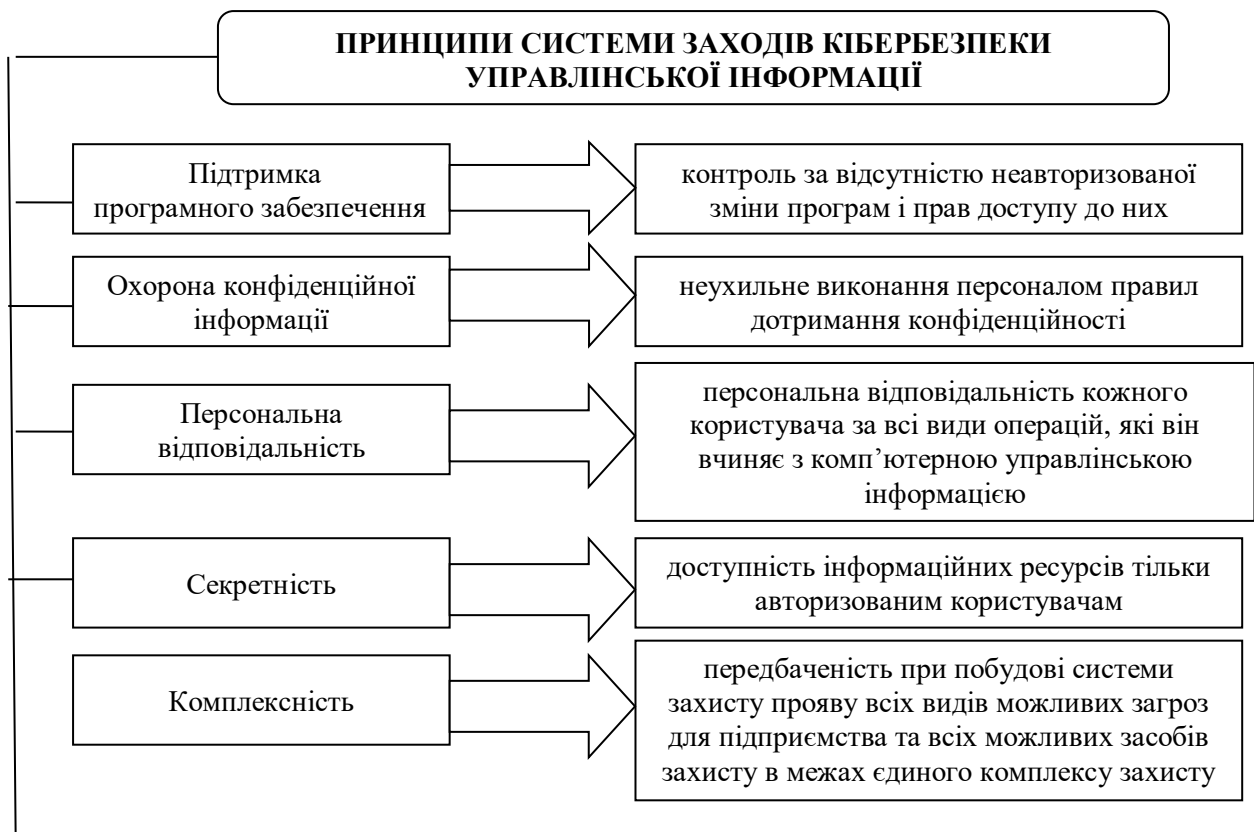 ПРИНЦИПИ СИСТЕМИ ЗАХОДІВ КІБЕРБЕЗПЕКИ
УПРАВЛІНСЬКОЇ ІНФОРМАЦІЇ
Підтримка
програмного забезпечення
контроль за відсутністю неавторизованої
зміни програм і прав доступу до них
Охорона конфіденційної
інформації
неухильне виконання персоналом правил
дотримання конфіденційності
Персональна
відповідальність
персональна відповідальність кожного
користувача за всі види операцій, які він
вчиняє з комп’ютерною управлінською
інформацією
Секретність
доступність інформаційних ресурсів тільки
авторизованим користувачам
Комплексність
передбаченість при побудові системи
захисту прояву всіх видів можливих загроз
для підприємства та всіх можливих засобів
захисту в межах єдиного комплексу захисту